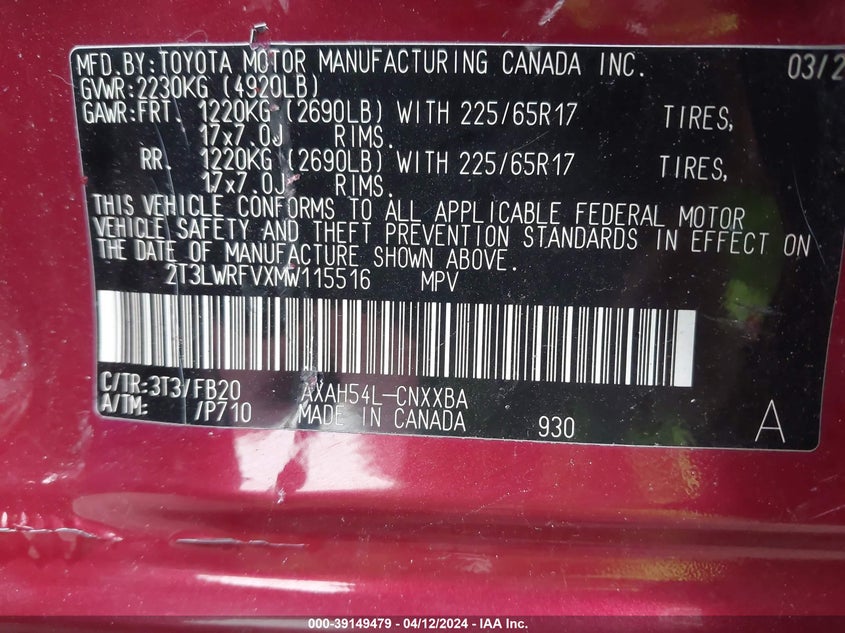 MFD.BY:TOYOTA MOTOR MANUFACTURING CANADA INC. 03/2
GVWR:2230KG (4920LB)
GAWR:FRT. 1220KG (2690LB) WITH 225/65R17 TIRES,
17x7.0J RIMS.
RR. 1220KG (2690LB) WITH 225/65R17 TIRES,
17x7.0J RIMS.
THIS VEHICLE CONFORMS TO ALL APPLICABLE FEDERAL MOTOR
VEHICLE SAFETY AND THEFT PREVENTION STANDARDS IN EFFECT ON
THE DATE OF MANUFACTURE SHOWN ABOVE.
2T3LWRFVXMW115516 MPV
C/TR:3T3/FB20 AXAH54L-CNXXBA
A/TM: /P710 MADE IN CANADA 930 A
000-39149479 - 04/12/2024 - IAA Inc.